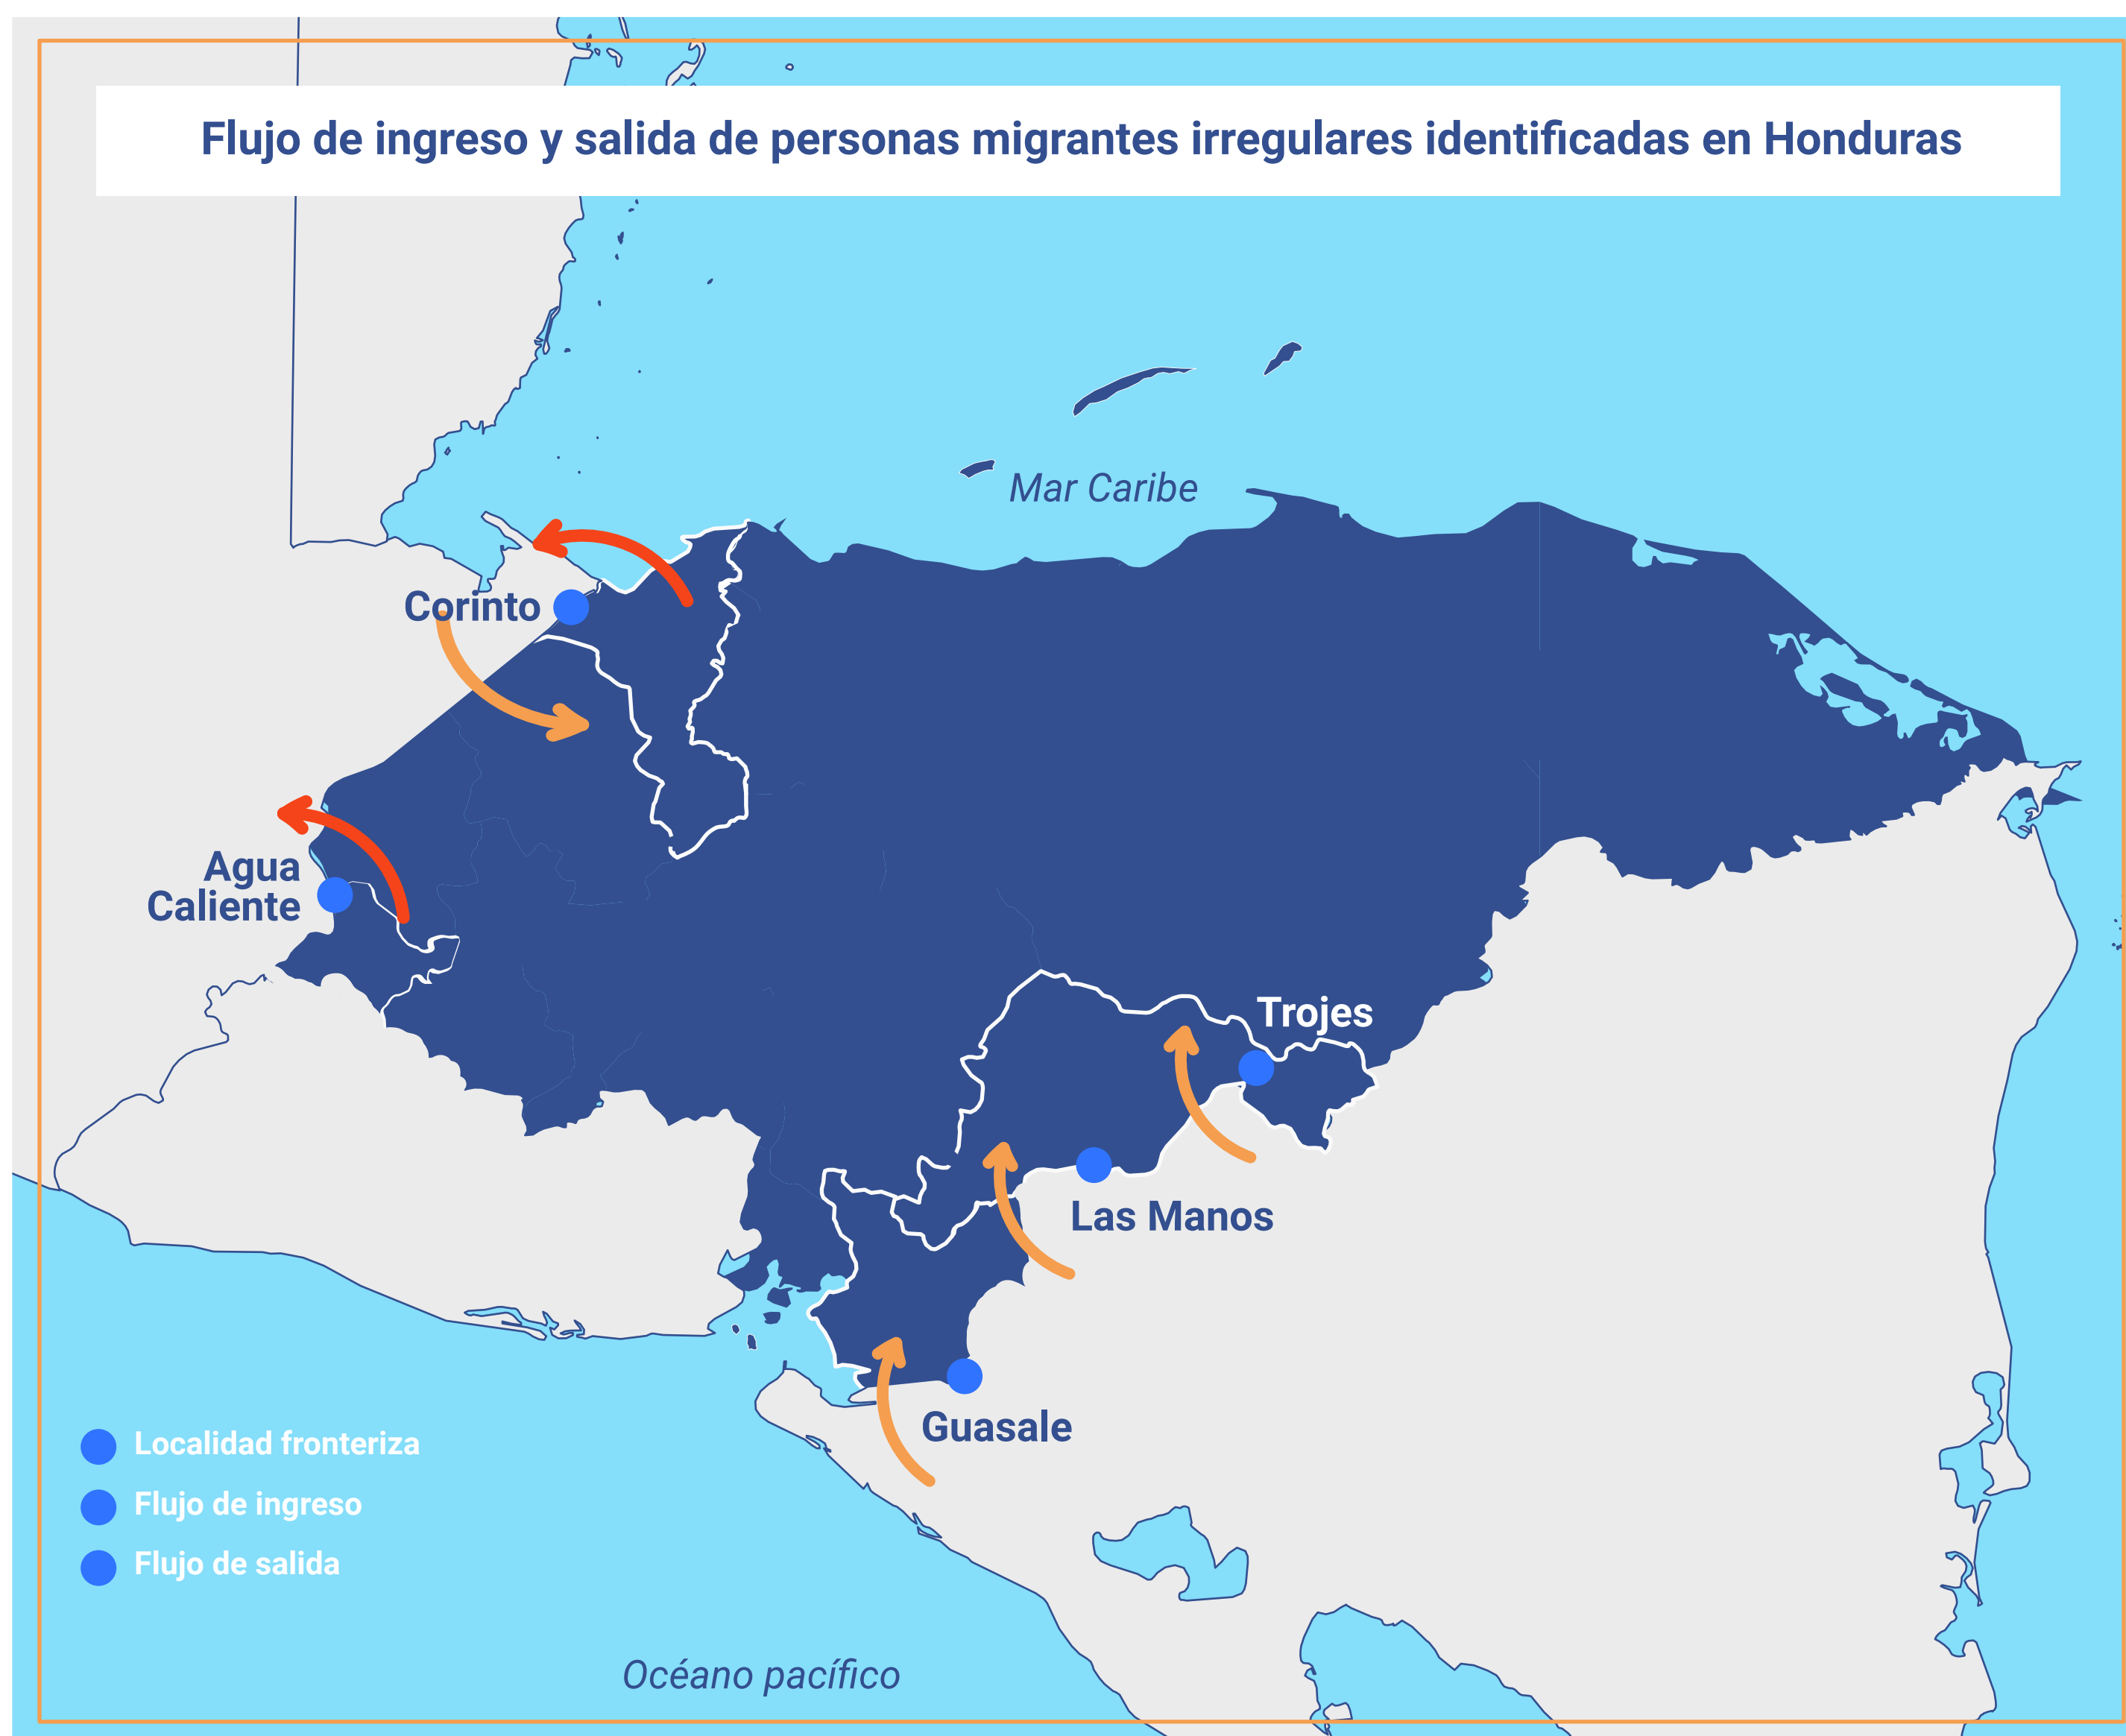 Flujo de ingreso y salida de personas migrantes irregulares identificadas en Honduras
Mar Caribe
Corinto
Agua
Caliente
Trojes
Las Manos
Guasale
Localidad fronteriza
Flujo de ingreso
Flujo de salida
Océano pacífico